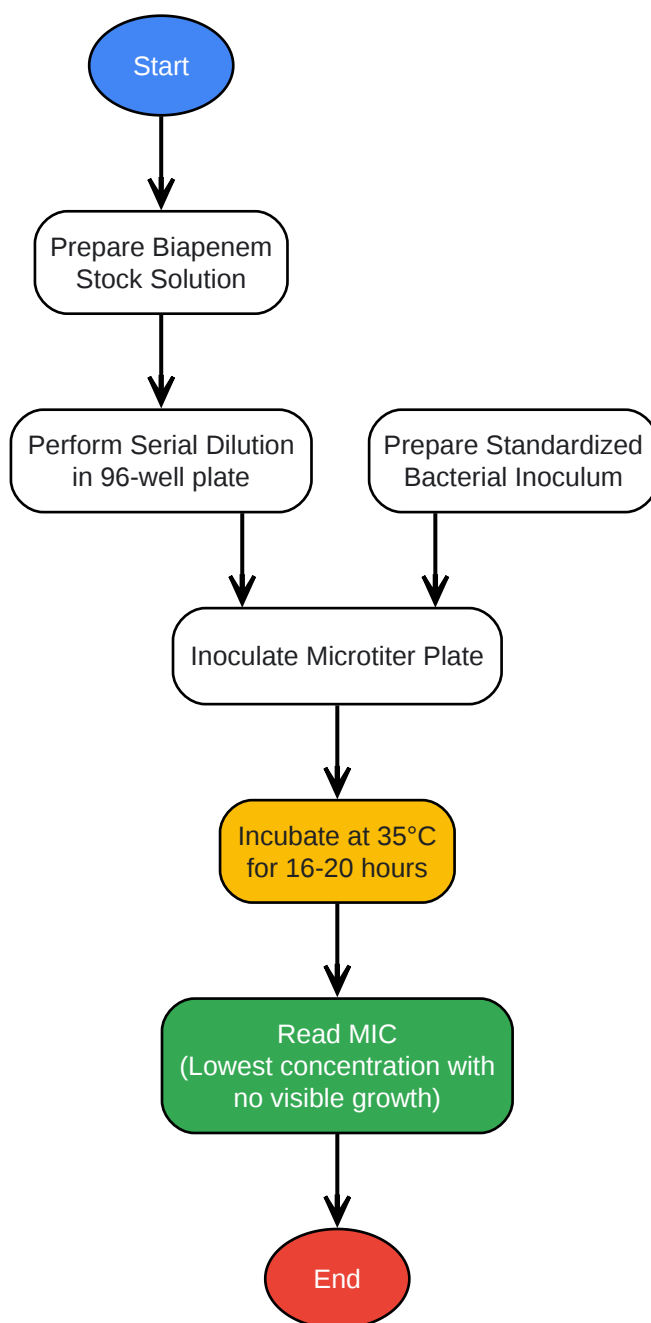 Start
Prepare Biapenem
Stock Solution
Perform Serial Dilution
in 96-well plate
Prepare Standardized
Bacterial Inoculum
Inoculate Microtiter Plate
Incubate at 35°C
for 16-20 hours
Read MIC
(Lowest concentration with
no visible growth)
End